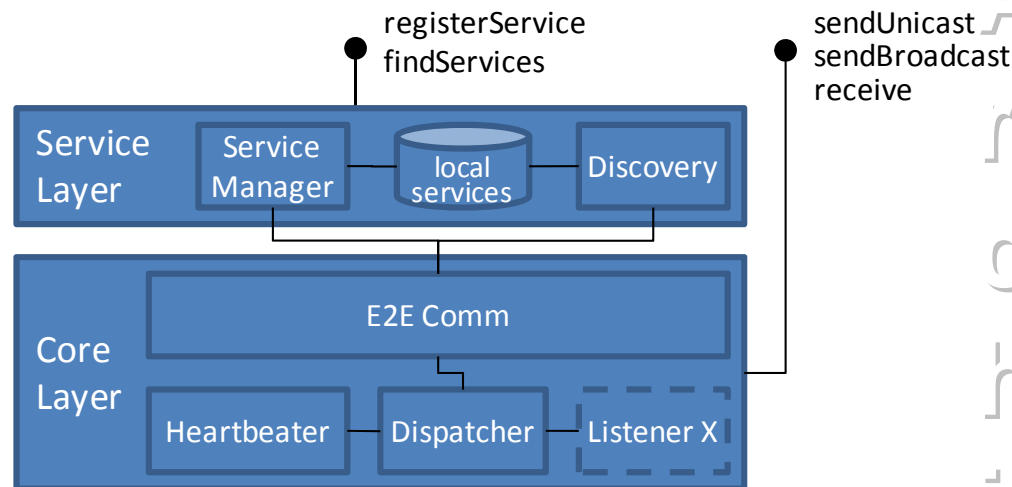 registerService
findServices
sendUnicast
sendBroadcast
receive
Service
Layer
Service
Manager
local
services
Discovery
E2E Comm
Core
Layer
Heartbeater
Dispatcher
Listener X